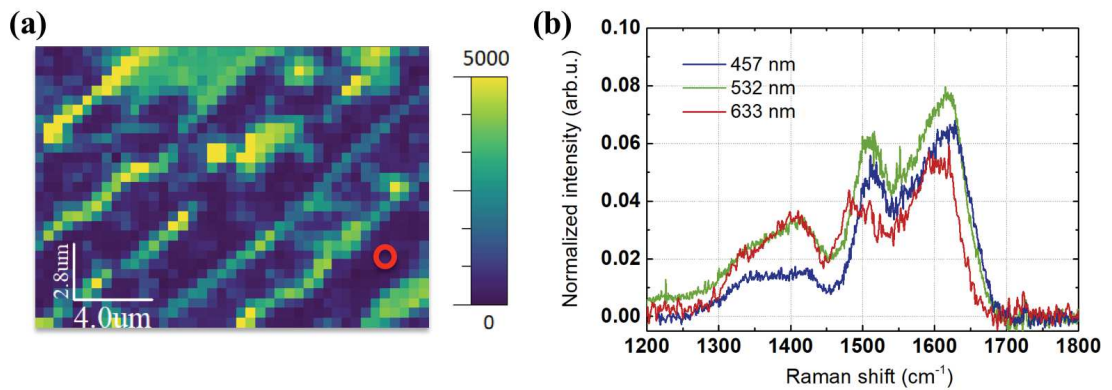 (a)
5000
0
2.8um
4.0um
(b)
Normalized Intensity (arb.u.)
0.10
0.08
0.06
0.04
0.02
0.00
457 nm
532 nm
633 nm
1200 1300 1400 1500 1600 1700 1800
Raman shift (cm⁻¹)